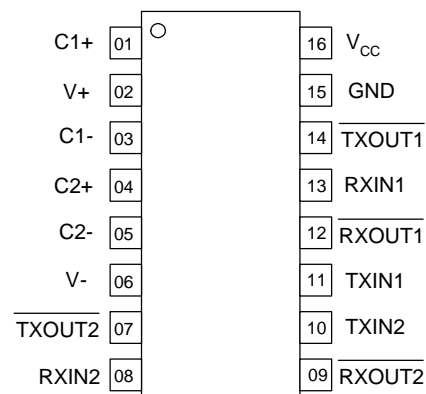 C1+ 01 16 VCC
V+ 02 15 GND
C1- 03 14 TXOUT1
C2+ 04 13 RXIN1
C2- 05 12 RXOUT1
V- 06 11 TXIN1
TXOUT2 07 10 TXIN2
RXIN2 08 09 RXOUT2